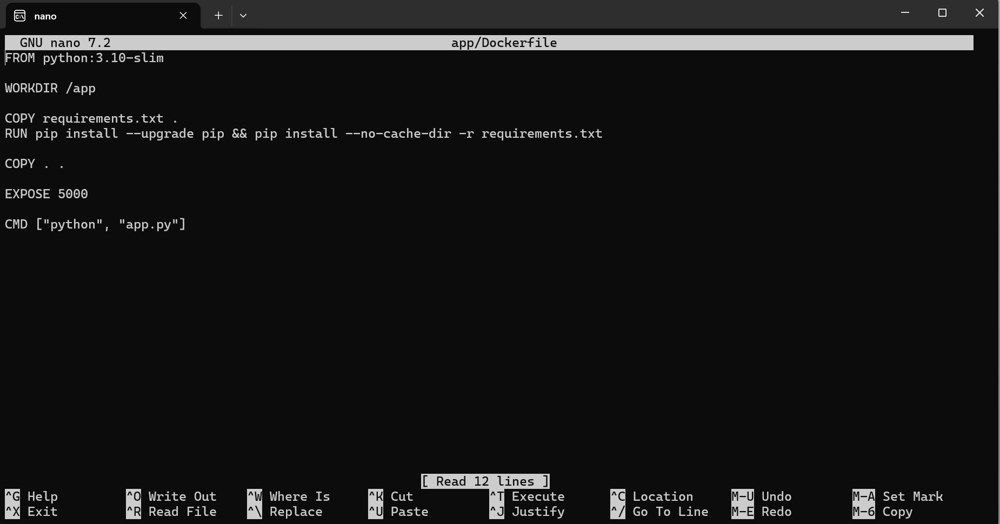 nano
GNU nano 7.2 app/Dockerfile
FROM python:3.10-slim
WORKDIR /app
COPY requirements.txt .
RUN pip install --upgrade pip && pip install --no-cache-dir -r requirements.txt
COPY . .
EXPOSE 5000
CMD ["python", "app.py"]
[ Read 12 lines ]
^G Help ^O Write Out ^W Where Is ^K Cut ^T Execute ^C Location M-U Undo M-A Set Mark
^X Exit ^R Read File ^\ Replace ^U Paste ^J Justify ^/ Go To Line M-E Redo M-6 Copy